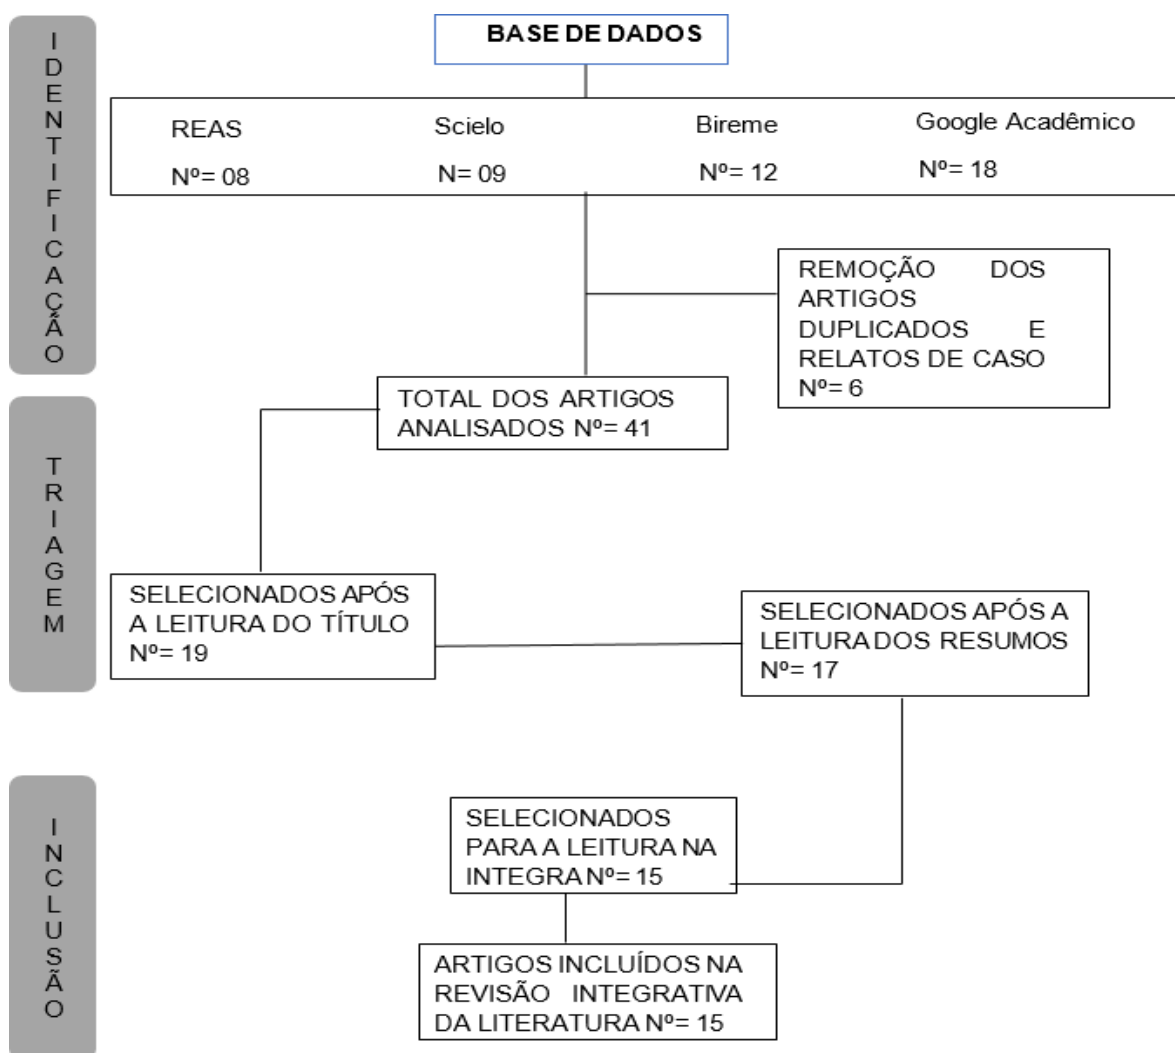 IDENTIFICAÇÃO
BASE DE DADOS
REAS Scielo Bireme Google Acadêmico
Nº= 08 N= 09 Nº= 12 Nº= 18
REMOÇÃO DOS
ARTIGOS
DUPLICADOS E
RELATOS DE CASO
Nº= 6
TOTAL DOS ARTIGOS
ANALISADOS Nº= 41
TRIAGEM
SELECIONADOS APÓS
A LEITURA DO TÍTULO
Nº= 19
SELECIONADOS APÓS A
LEITURA DOS RESUMOS
Nº= 17
INCLUSÃO
SELECIONADOS
PARA A LEITURA NA
INTEGRA Nº= 15
ARTIGOS INCLUÍDOS NA
REVISÃO INTEGRATIVA
DA LITERATURA Nº= 15